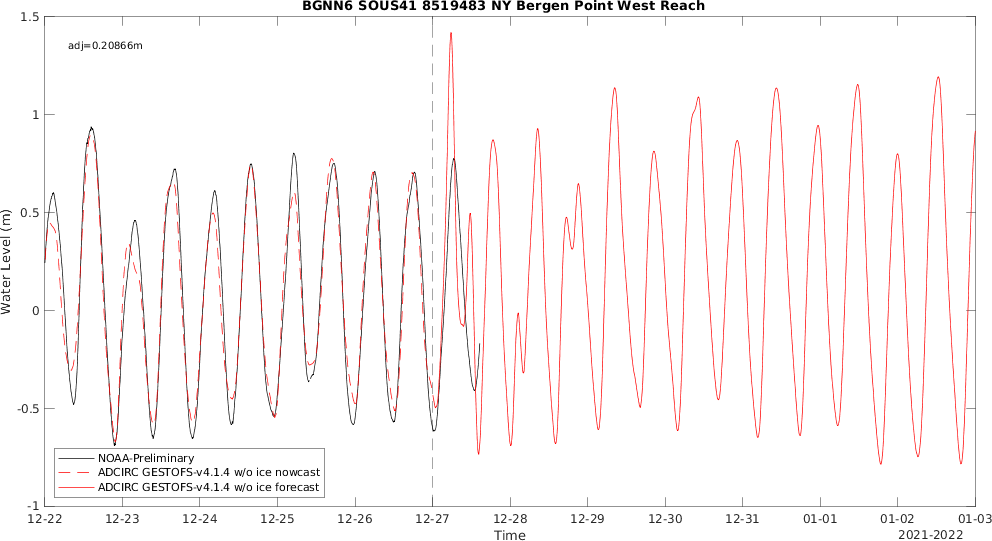 BGNN6 SOUS41 8519483 NY Bergen Point West Reach
adj=0.20866m
1.5
1
0.5
0
-0.5
-1
Water Level (m)
NOAA-Preliminary
ADCIRC GESTOFS-v4.1.4 w/o ice nowcast
ADCIRC GESTOFS-v4.1.4 w/o ice forecast
12-22 12-23 12-24 12-25 12-26 12-27 12-28 12-29 12-30 12-31 01-01 01-02 01-03
Time
2021-2022